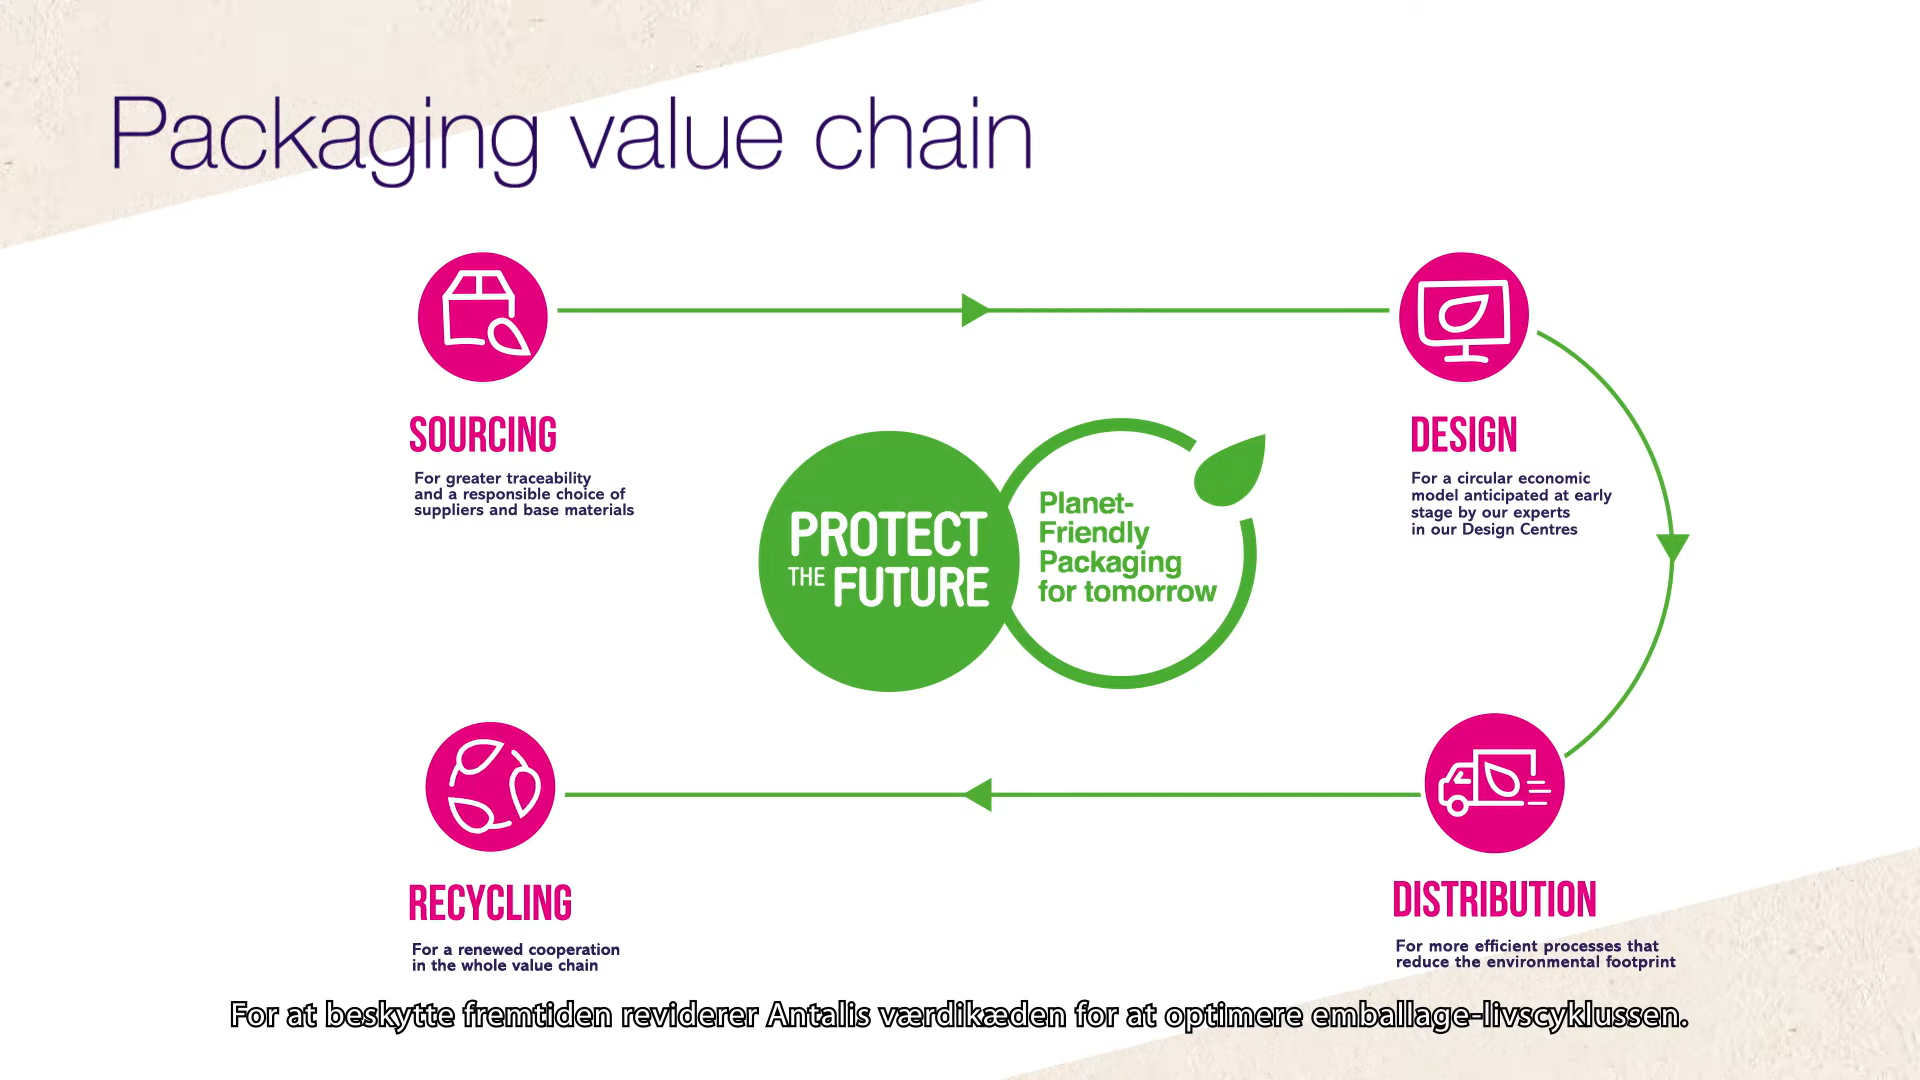 Packaging value chain
SOURCING
For greater traceability
and a responsible choice of
suppliers and base materials
DESIGN
For a circular economic
model anticipated at early
stage by our experts
in our Design Centres
PROTECT
THE FUTURE
Planet-
Friendly
Packaging
for tomorrow
RECYCLING
For a renewed cooperation
in the whole value chain
DISTRIBUTION
For more efficient processes that
reduce the environmental footprint
For at beskytte fremtiden reviderer Antalis værdikæden for at optimere emballage-livscyklussen.